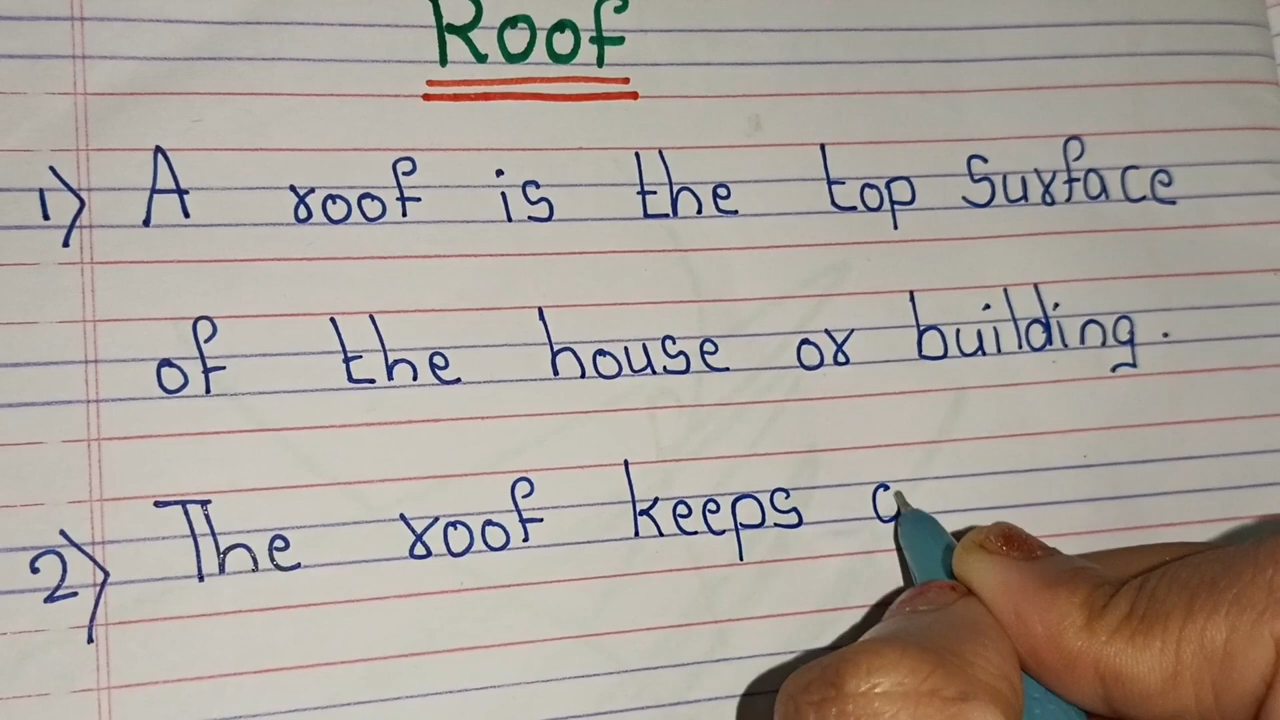 Roof
1) A roof is the top surface
of the house or building.
2) The roof keeps